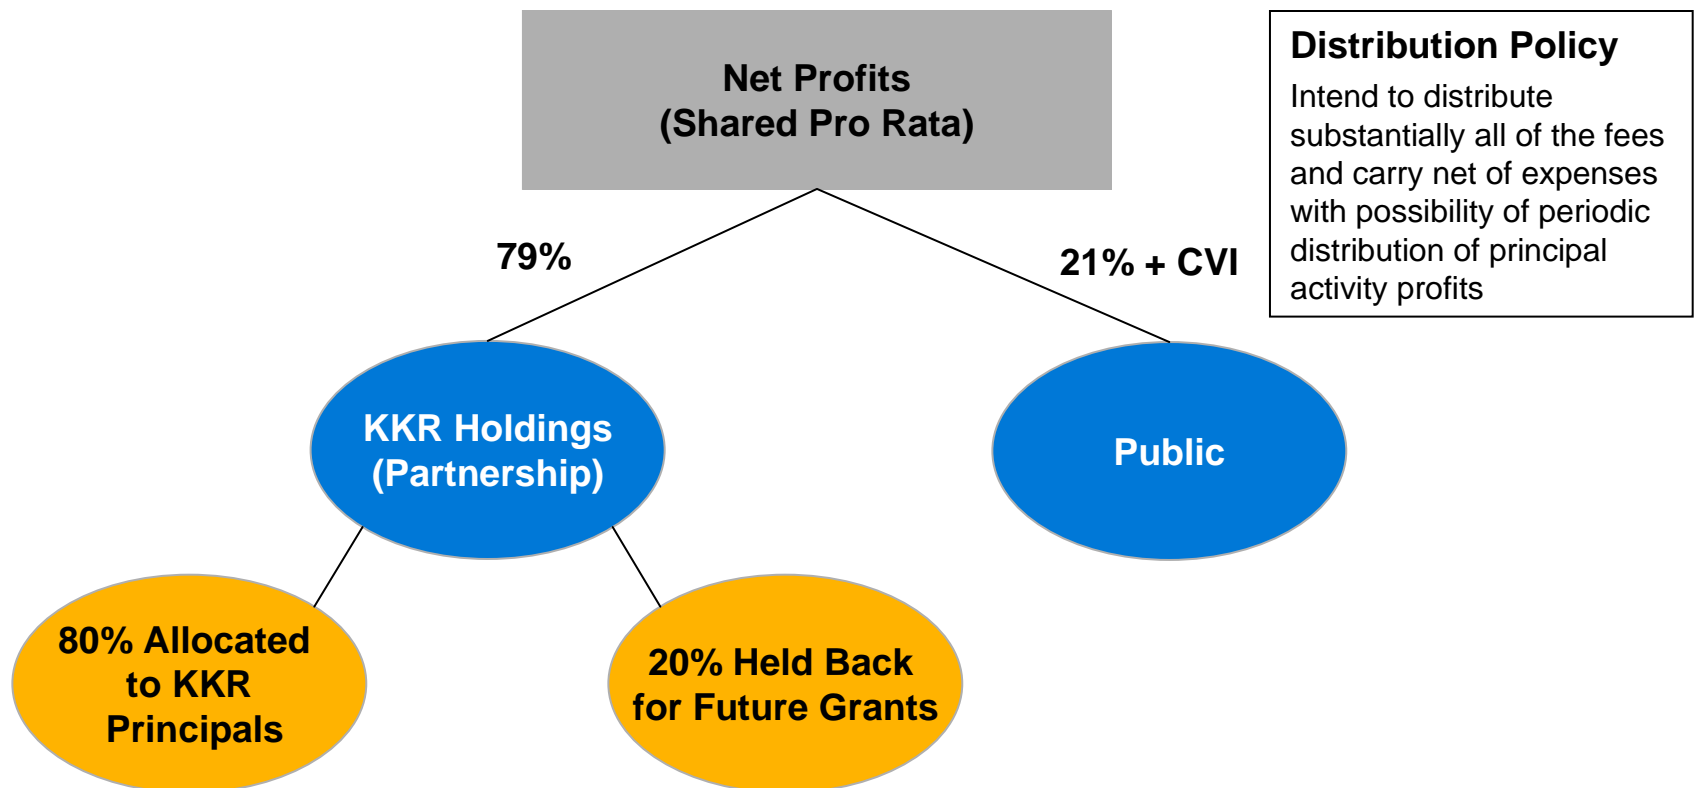 Net Profits
(Shared Pro Rata)
Distribution Policy
Intend to distribute
substantially all of the fees
and carry net of expenses
with possibility of periodic
distribution of principal
activity profits
79%
21% + CVI
KKR Holdings
(Partnership)
Public
80% Allocated
to KKR
Principals
20% Held Back
for Future Grants